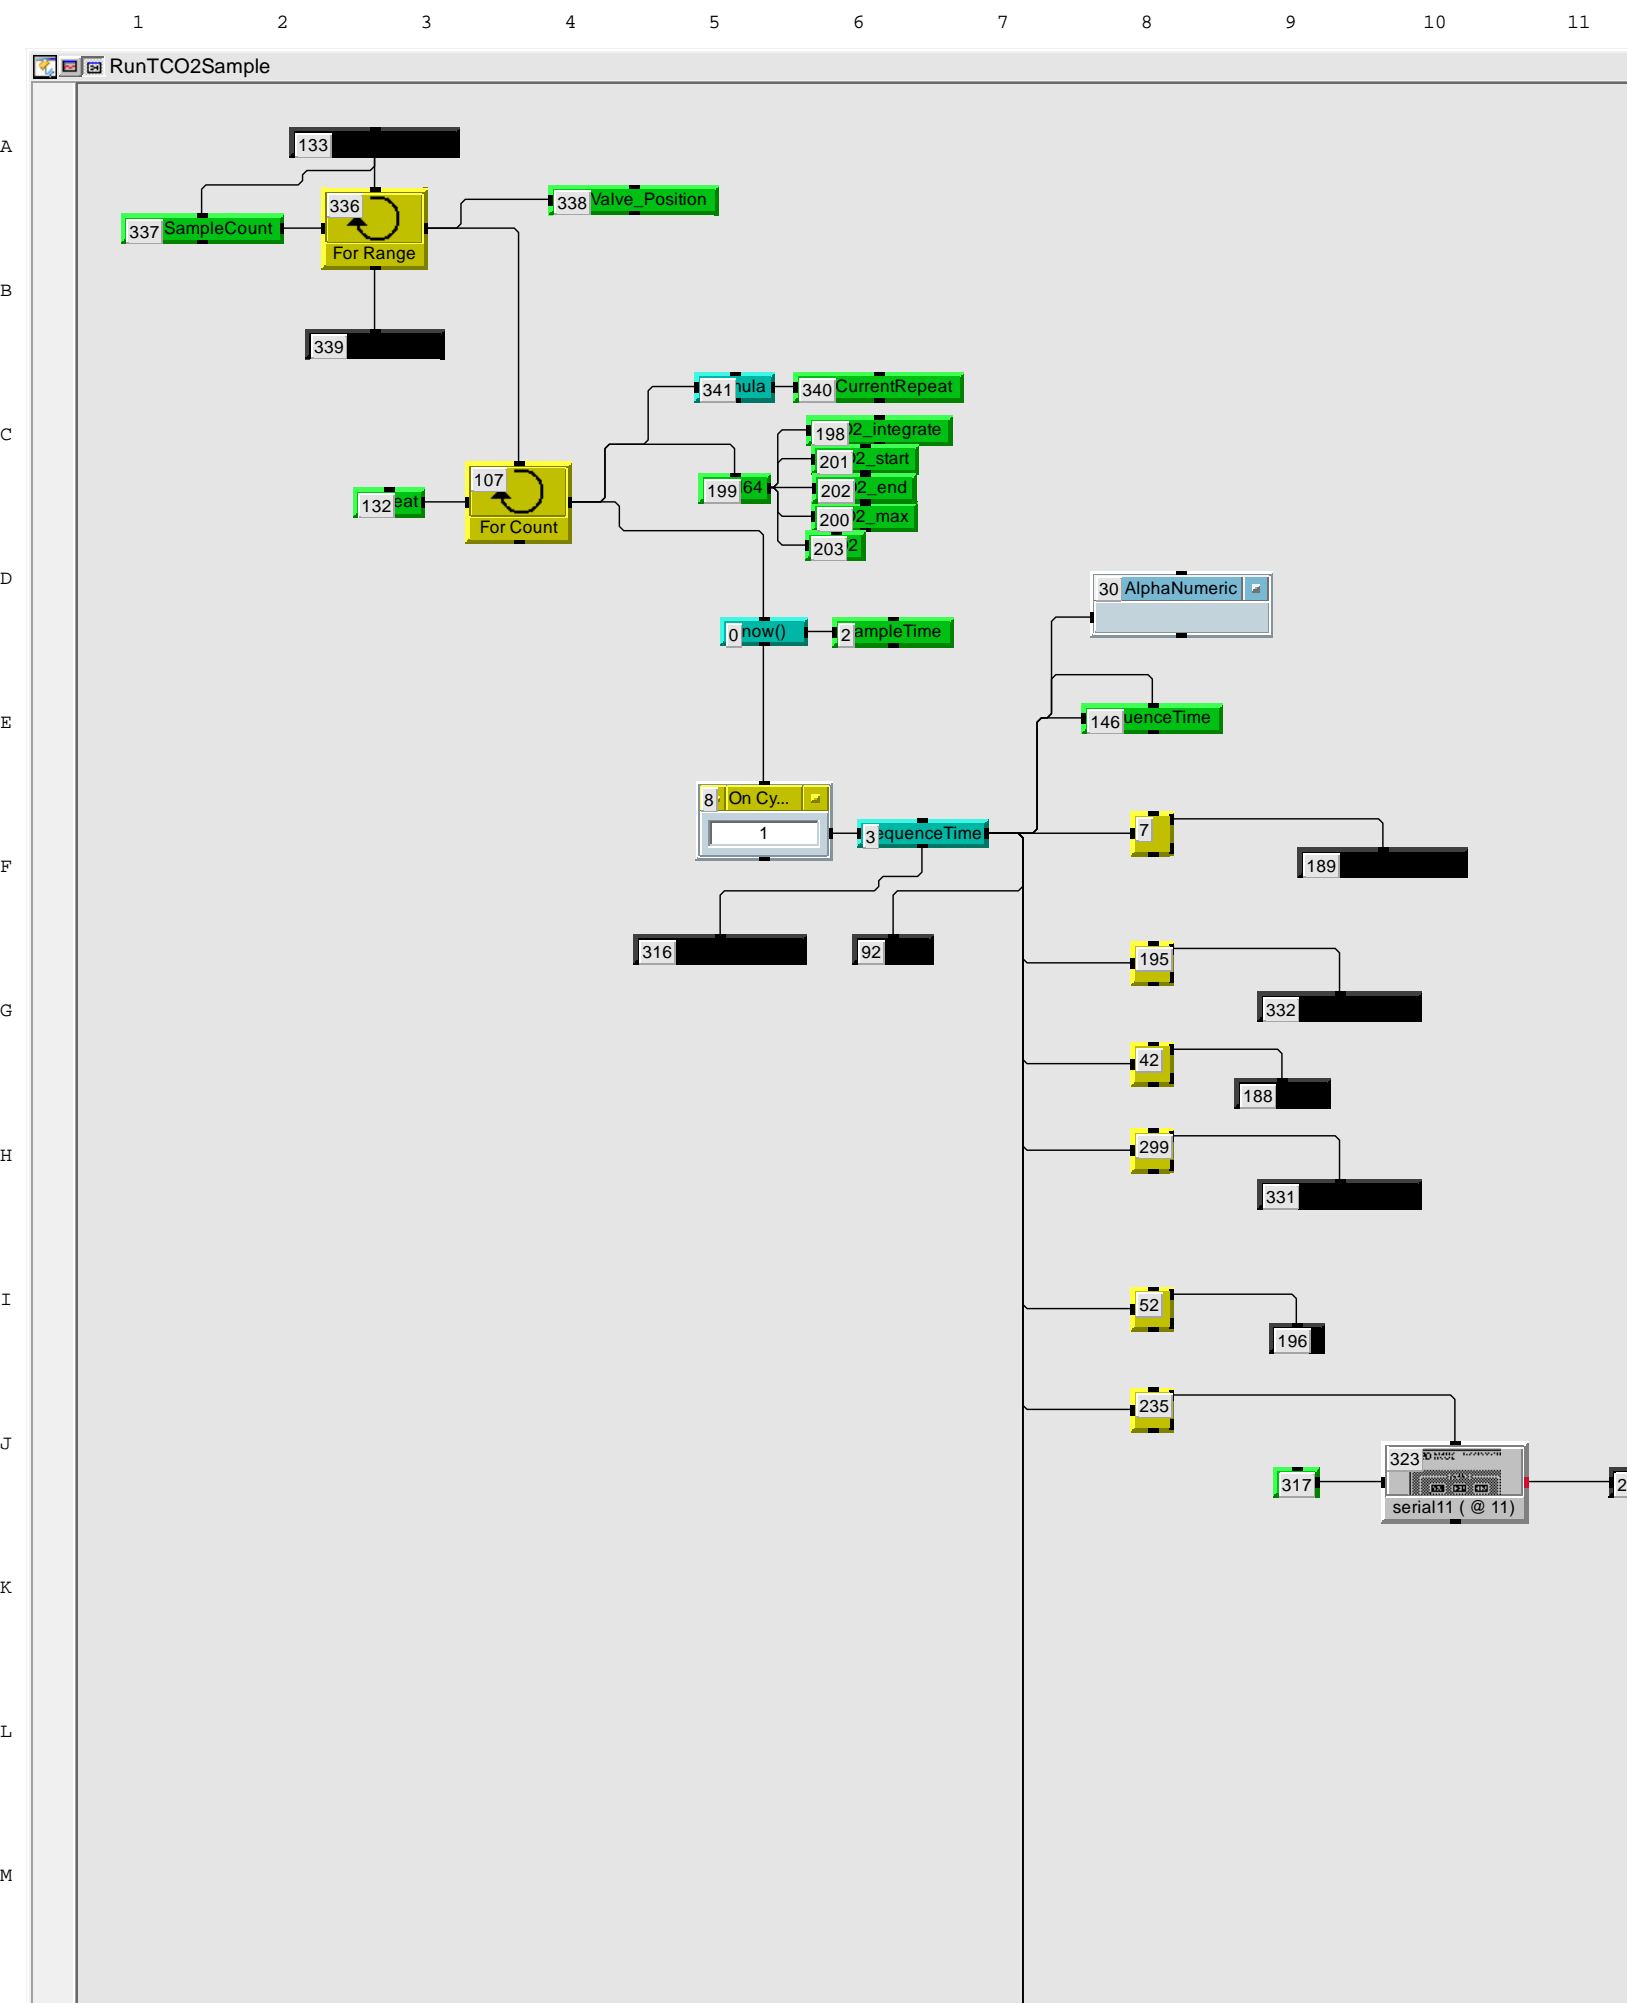 1 2 3 4 5 6 7 8 9 10 11
RunTCO2Sample
A
133
336
338 Valve_Position
337 SampleCount
For Range
B
339
341 nula
340 CurrentRepeat
C
198 2_integrate
201 2_start
199 64
202 2_end
200 2_max
203 2
107
132 eat
For Count
D
30 AlphaNumeric
0 now()
2 ampleTime
E
146 uenceTime
8 On Cy...
1
3 equenceTime
7
F
189
316
92
195
G
332
42
188
H
299
331
I
52
196
235
J
323
317
2
serial11 ( @ 11)
K
L
M